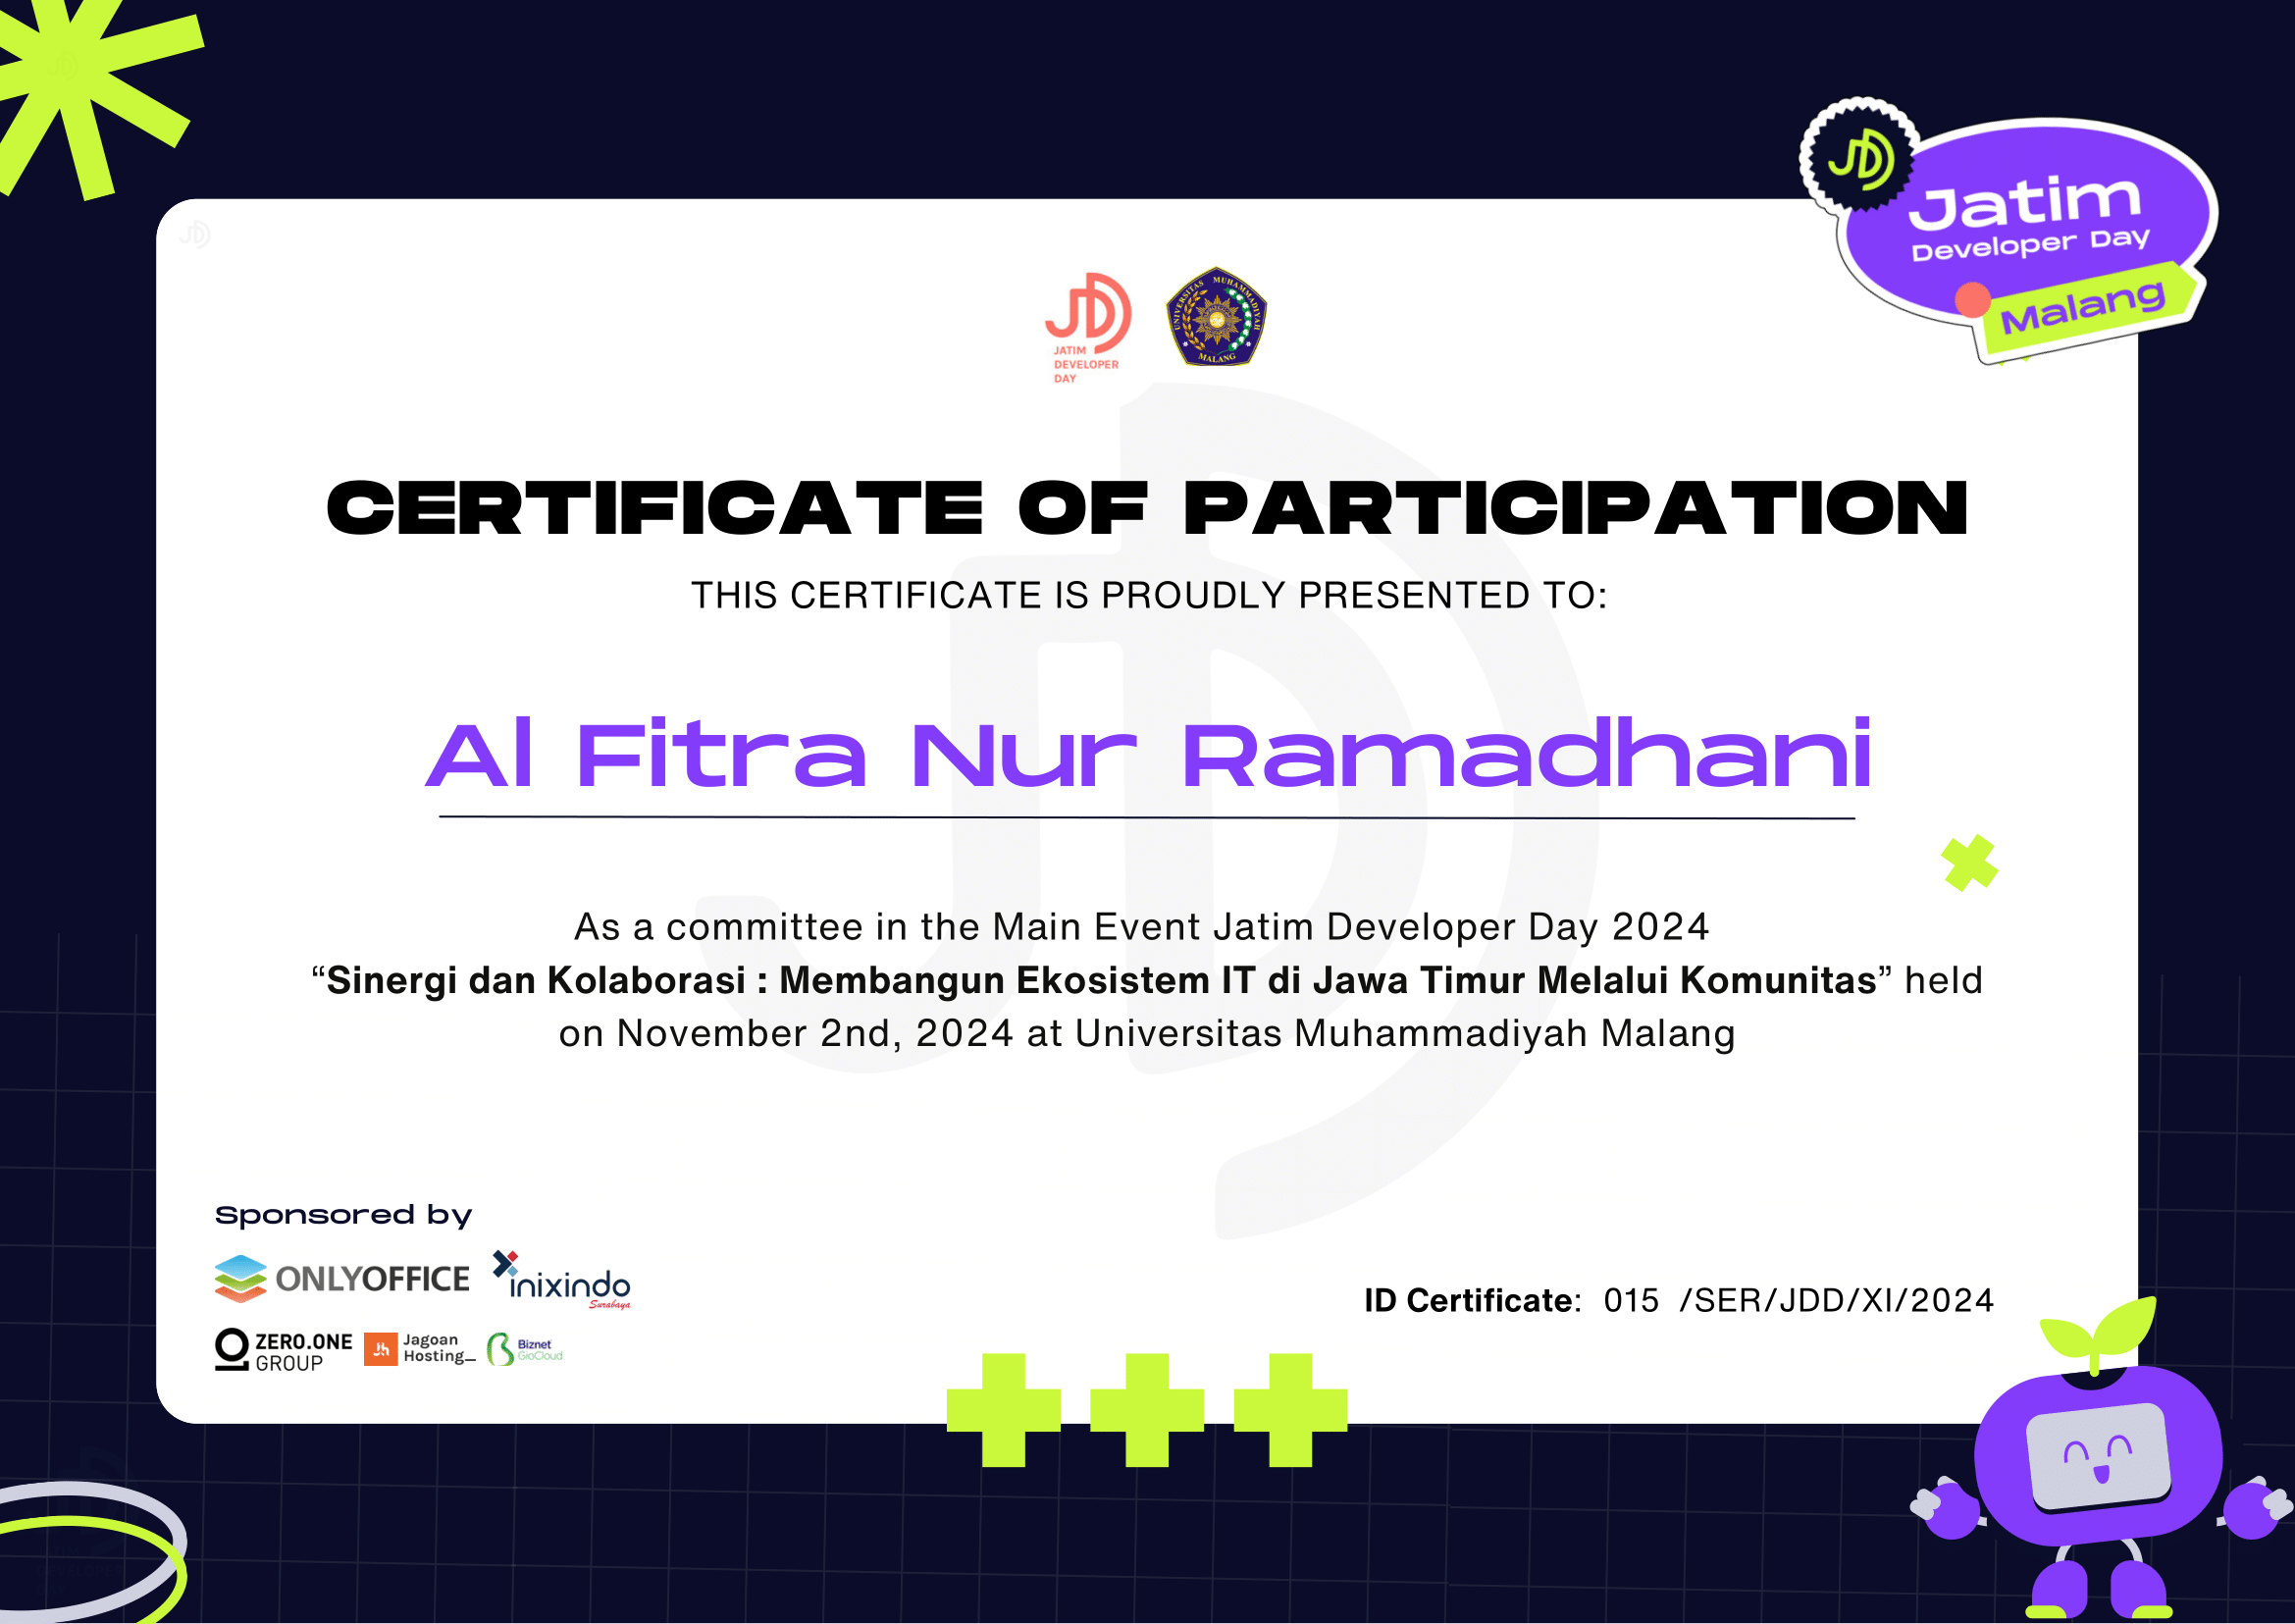 Jatim
Developer Day
Malang
JATIM
DEVELOPER
DAY
UNIVERSITAS MUHAMMADIYAH
MALANG
CERTIFICATE OF PARTICIPATION
THIS CERTIFICATE IS PROUDLY PRESENTED TO:
Al Fitra Nur Ramadhani
As a committee in the Main Event Jatim Developer Day 2024
“Sinergi dan Kolaborasi : Membangun Ekosistem IT di Jawa Timur Melalui Komunitas” held
on November 2nd, 2024 at Universitas Muhammadiyah Malang
Sponsored by
ONLYOFFICE
inixindo
Surabaya
ZERO.ONE
GROUP
Jh
Jagoan
Hosting_
Biznet
GioCloud
ID Certificate: 015 /SER/JDD/XI/2024